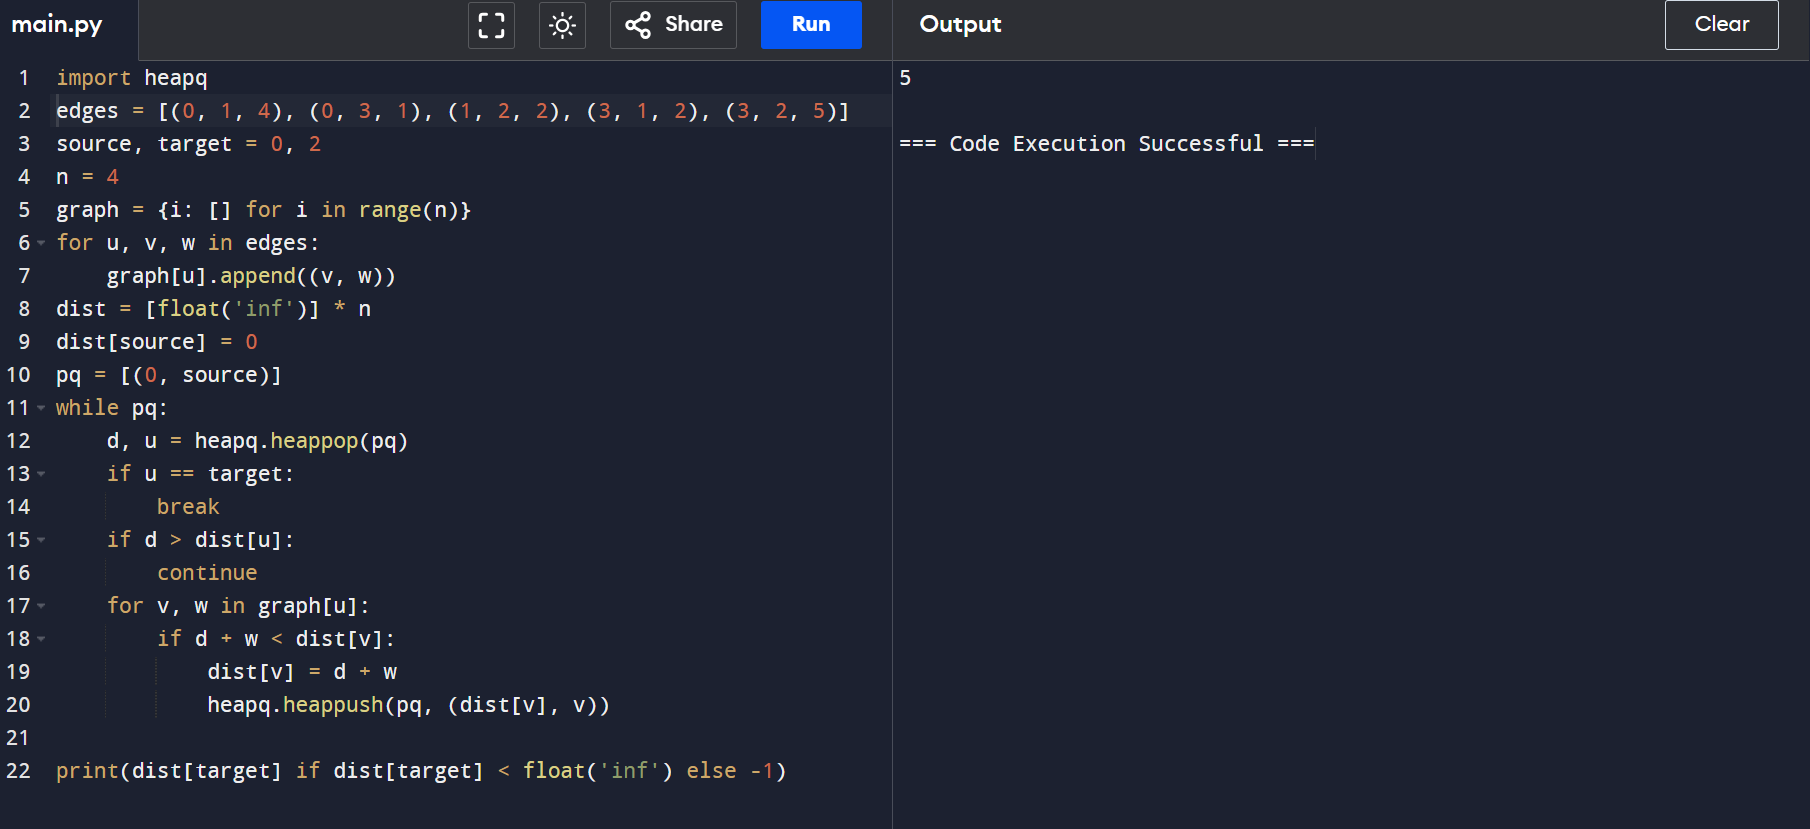 main.py
Share
Run
Output
Clear
1 import heapq
2 edges = [(0, 1, 4), (0, 3, 1), (1, 2, 2), (3, 1, 2), (3, 2, 5)]
3 source, target = 0, 2
4 n = 4
5 graph = {i: [] for i in range(n)}
6 for u, v, w in edges:
7     graph[u].append((v, w))
8 dist = [float('inf')] * n
9 dist[source] = 0
10 pq = [(0, source)]
11 while pq:
12     d, u = heapq.heappop(pq)
13     if u == target:
14         break
15     if d > dist[u]:
16         continue
17     for v, w in graph[u]:
18         if d + w < dist[v]:
19             dist[v] = d + w
20             heapq.heappush(pq, (dist[v], v))
21
22 print(dist[target] if dist[target] < float('inf') else -1)
5
=== Code Execution Successful ===